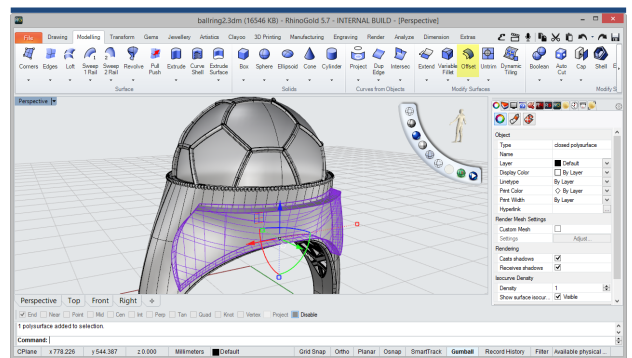 ballring2.3dm (16546 KB) - RhinoGold 5.7 - INTERNAL BUILD - [Perspective]
File Drawing Modelling Transform Gems Jewellery Artistics Clayoo 3D Printing Manufacturing Engraving Render Analyze Dimension Extras
Corners Edges Loft Sweep 1 Rail Sweep 2 Rail Revolve Pull Push Extrude Curve Shell Extrude Surface Box Sphere Ellipsoid Cone Cylinder Project Dup Edge Intersec Extend Variable Fillet Offset Untrim Dynamic Tiling Boolean Auto Cut Cap Shell
Surface Solids Curves from Objects Modify Surfaces Modify S
Perspective
Object
Type closed polysurface
Name
Layer Default
Display Color By Layer
Linetype By Layer
Print Color By Layer
Print Width By Layer
Hyperlink ...
Render Mesh Settings
Custom Mesh
Settings Adjust...
Rendering
Casts shadows
Receives shadows
Isocurve Density
Density 1
Show surface isocur... Visible
Perspective Top Front Right
End Near Point Mid Cen Int Perp Tan Quad Knot Vertex Project Disable
1 polysurface added to selection.
Command:
CPlane x 778.226 y 544.387 z 0.000 Millimeters Default Grid Snap Ortho Planar Osnap SmartTrack Gumball Record History Filter Available physical ...